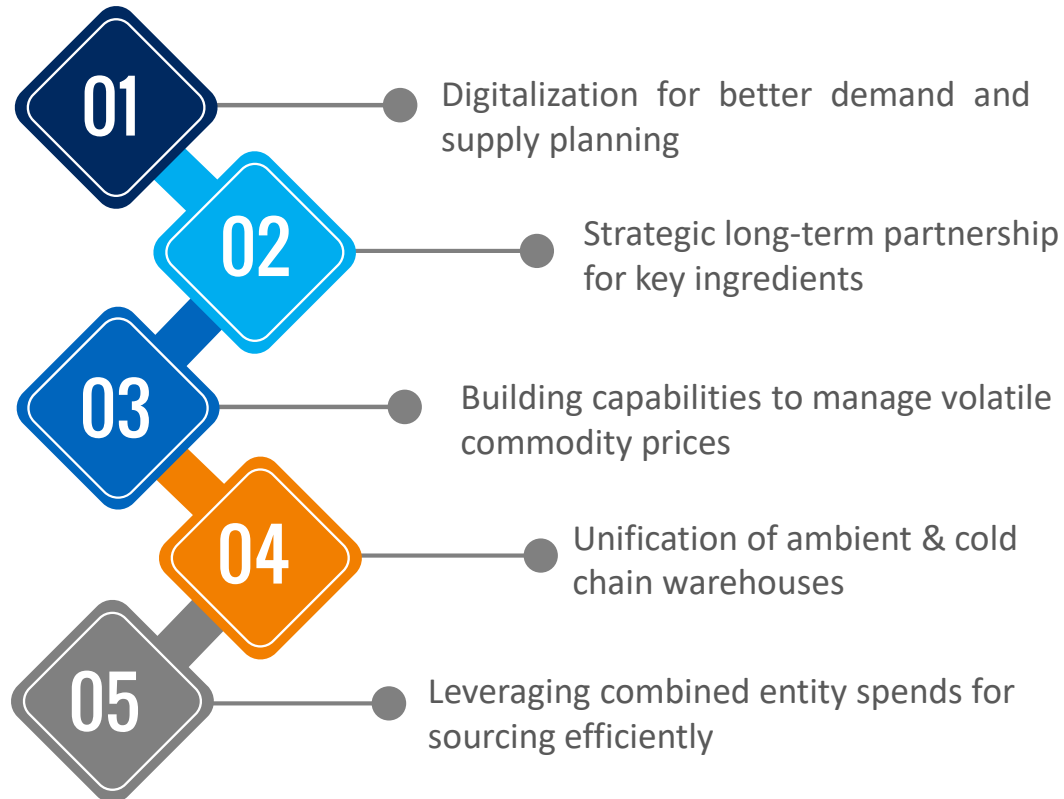 01
Digitalization for better demand and
supply planning
02
Strategic long-term partnership
for key ingredients
03
Building capabilities to manage volatile
commodity prices
04
Unification of ambient & cold
chain warehouses
05
Leveraging combined entity spends for
sourcing efficiently